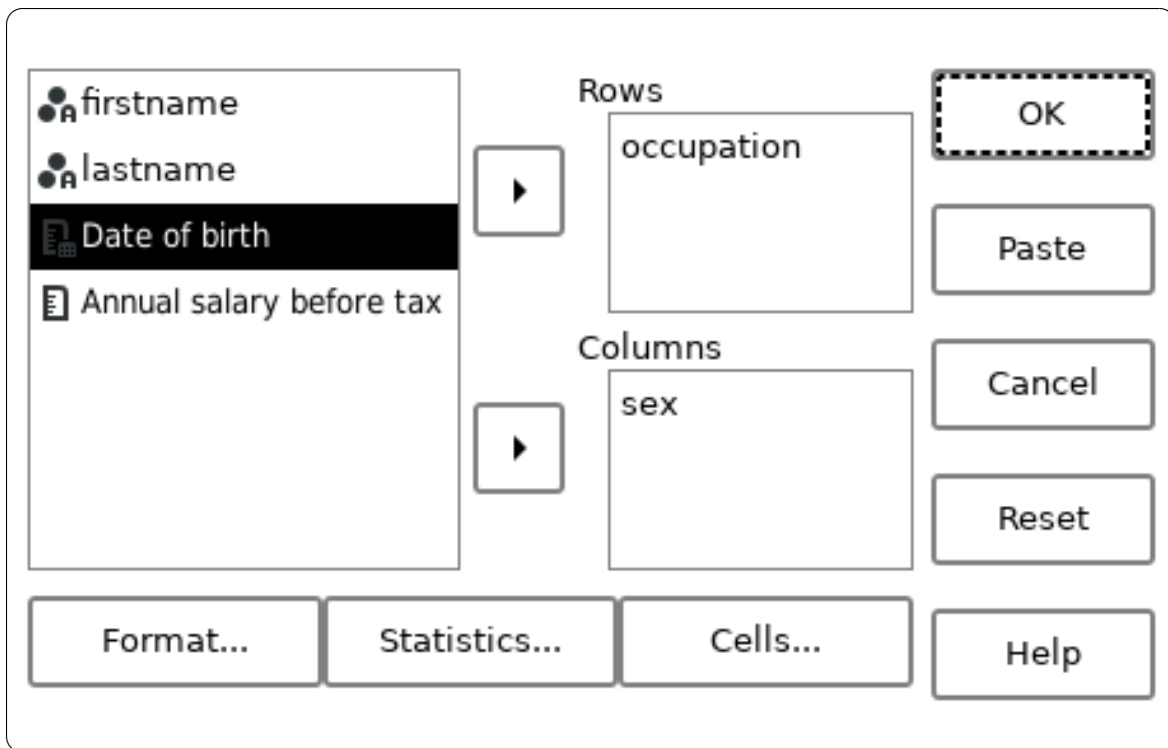 firstname
lastname
Date of birth
Annual salary before tax
Rows
occupation
Columns
sex
OK
Paste
Cancel
Reset
Help
Format...
Statistics...
Cells...